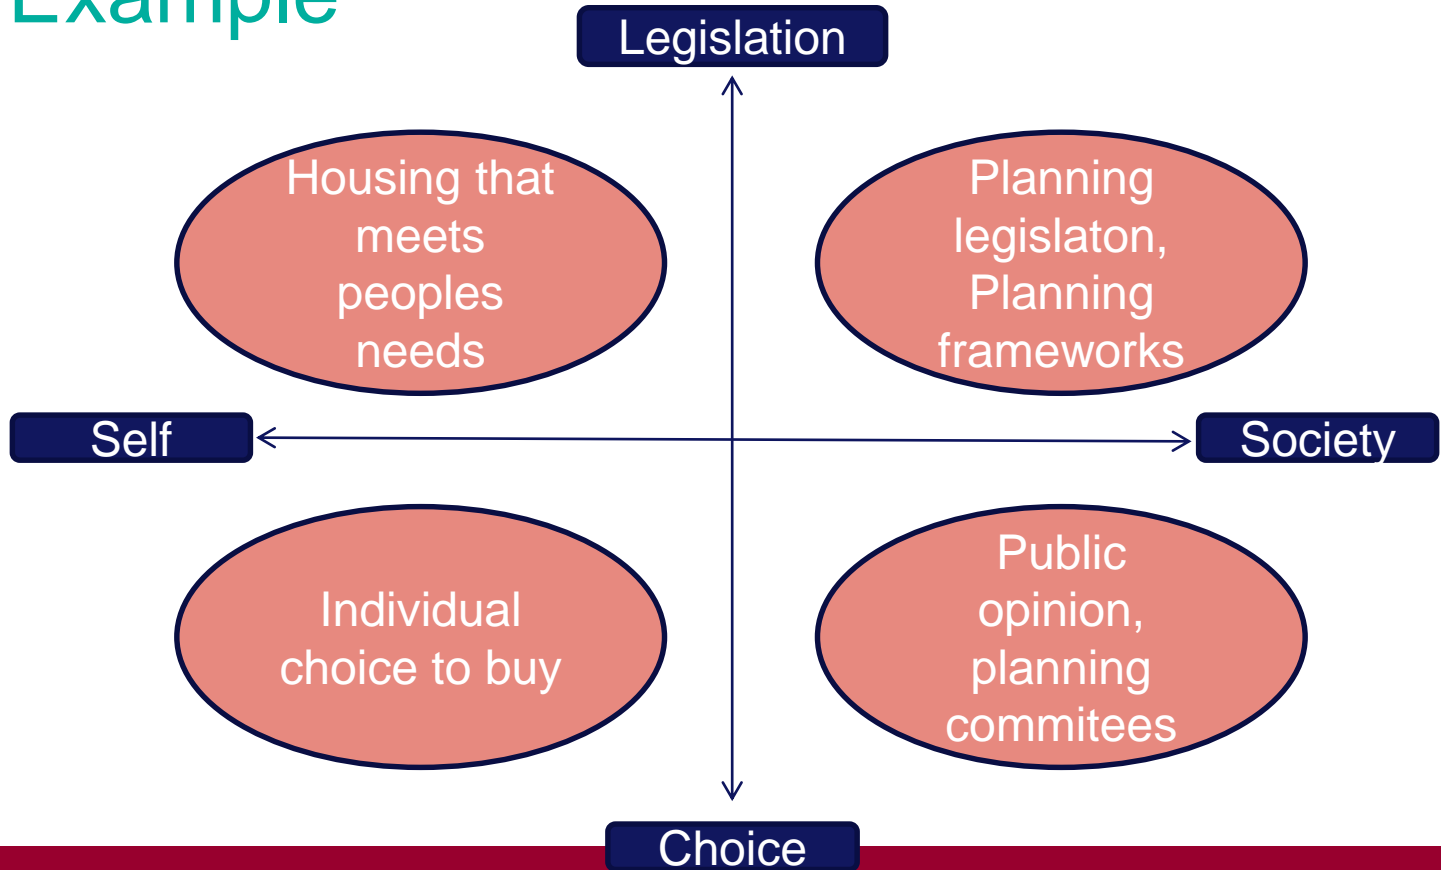 Example
Legislation
Housing that
meets
peoples
needs
Planning
legislaton,
Planning
frameworks
Self
Society
Individual
choice to buy
Public
opinion,
planning
commitees
Choice